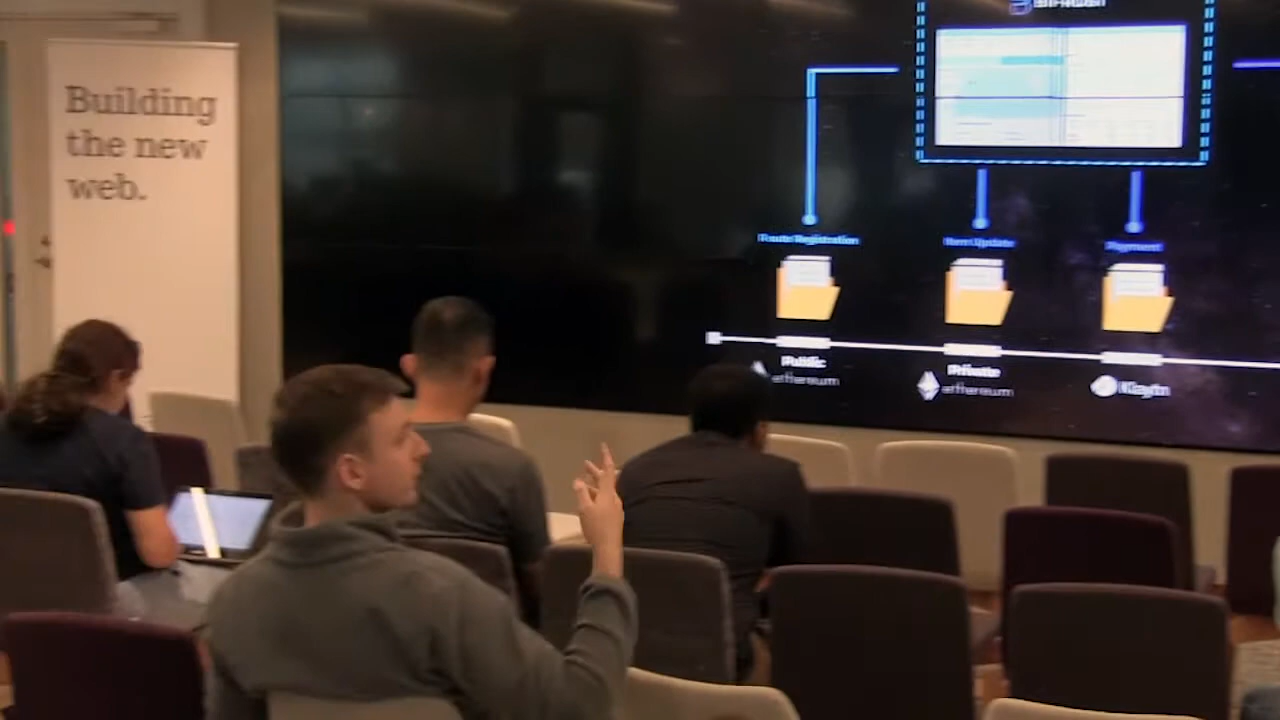 Building
the new
web.
Route Registration
Item Update
Payment
Public
ethereum
Private
ethereum
Klaytn